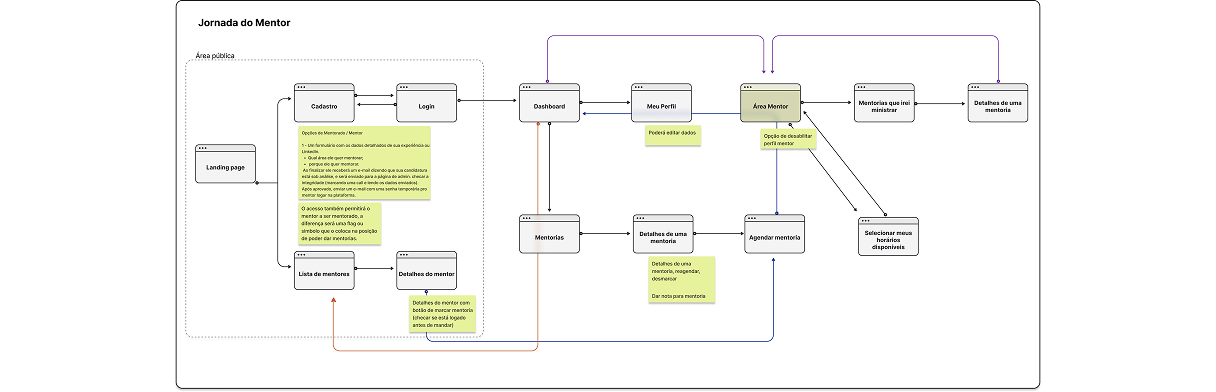 Jornada do Mentor
Área pública
Cadastro
Login
Dashboard
Meu Perfil
Área Mentor
Mentorias que irei
ministrar
Detalhes de uma
mentoria
Opções de Mentorado / Mentor
1 - Um formulário com os dados detalhados de sua experiência ou
LinkedIn.
Qual área ele quer mentorar;
porque ele quer mentorar.
Ao finalizar ele receberá um e-mail dizendo que sua candidatura
está sob análise, e será enviado para a página de admin. checar a
integridade (marcando uma call e lendo os dados enviados).
Após aprovado, enviar um e-mail com uma senha temporária pro
mentor logar na plataforma.
Poderá editar dados
Opção de desabilitar
perfil mentor
Landing page
O acesso também permitirá o
mentor a ser mentorado, a
diferença será uma flag ou
símbolo que o coloca na posição
de poder dar mentorias.
Mentorias
Detalhes de uma
mentoria
Agendar mentoria
Selecionar meus
horários
disponíveis
Lista de mentores
Detalhes do mentor
Detalhes de uma
mentoria, reagendar,
desmarcar
Dar nota para mentoria
Detalhes do mentor com
botão de marcar mentoria
(checar se está logado
antes de mandar)